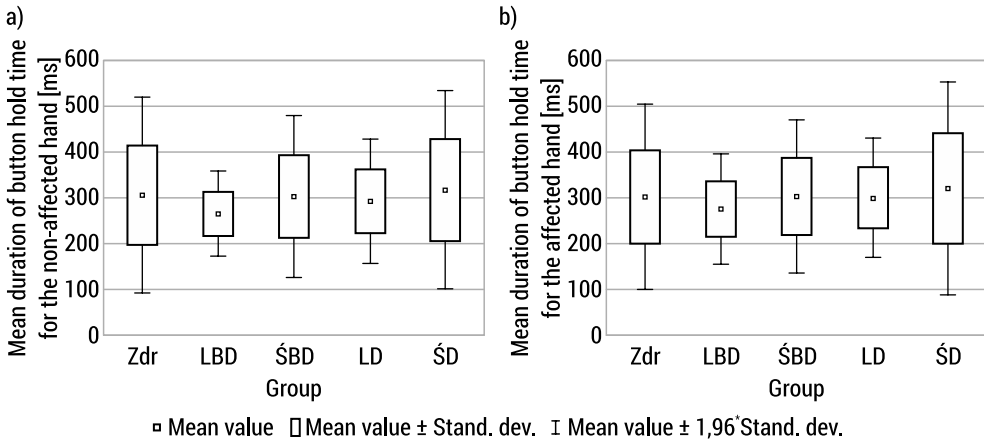 a)
Mean duration of button hold time
for the non-affected hand [ms]
600
500
400
300
200
100
0
Zdr LBD ŚBD LD ŚD
Group
b)
Mean duration of button hold time
for the affected hand [ms]
600
500
400
300
200
100
0
Zdr LBD ŚBD LD ŚD
Group
Mean value Mean value ± Stand. dev. Mean value ± 1,96*Stand. dev.